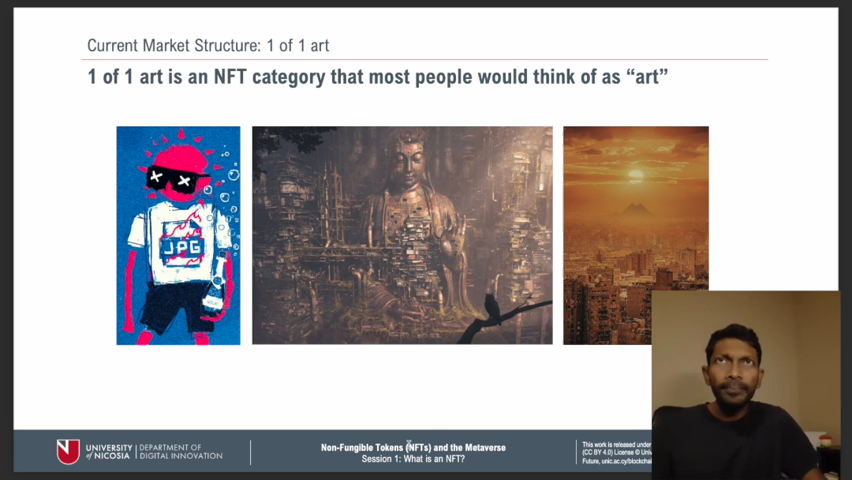 Current Market Structure: 1 of 1 art
1 of 1 art is an NFT category that most people would think of as “art”
JPG
UNIVERSITY
of NICOSIA
DEPARTMENT OF
DIGITAL INNOVATION
Non-Fungible Tokens (NFTs) and the Metaverse
Session 1: What is an NFT?
This work is released under
(CC BY 4.0) License © Univ
Future, unic.ac.cy/blockchai